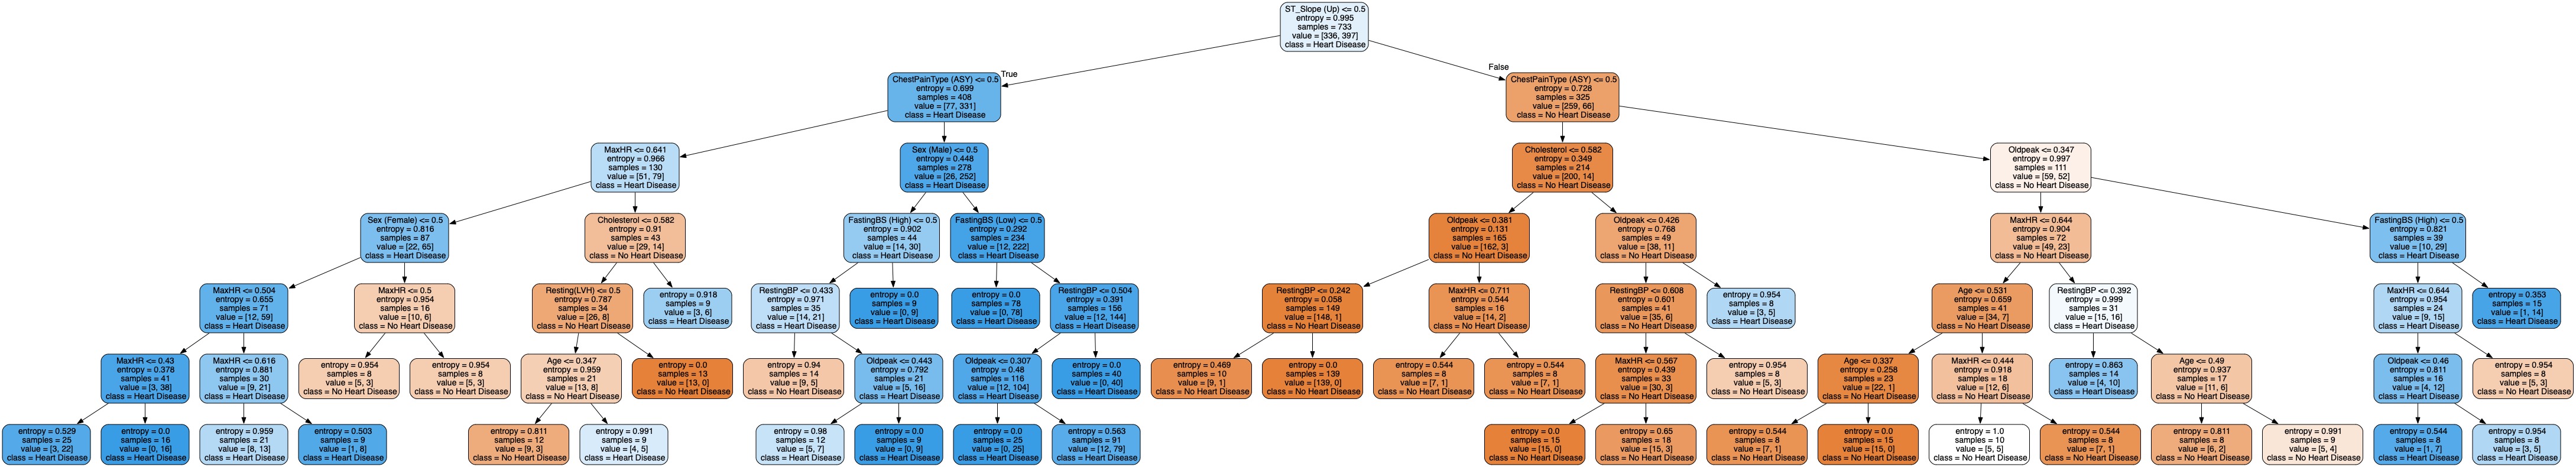 ST_Slope (Up) <= 0.5
entropy = 0.995
samples = 733
value = [336, 397]
class = Heart Disease
True
False
ChestPainType (ASY) <= 0.5
entropy = 0.699
samples = 408
value = [77, 331]
class = Heart Disease
ChestPainType (ASY) <= 0.5
entropy = 0.728
samples = 325
value = [259, 66]
class = No Heart Disease
MaxHR <= 0.641
entropy = 0.966
samples = 130
value = [51, 79]
class = Heart Disease
Sex (Male) <= 0.5
entropy = 0.448
samples = 278
value = [26, 252]
class = Heart Disease
Cholesterol <= 0.582
entropy = 0.349
samples = 214
value = [200, 14]
class = No Heart Disease
Oldpeak <= 0.347
entropy = 0.997
samples = 111
value = [59, 52]
class = No Heart Disease
Sex (Female) <= 0.5
entropy = 0.816
samples = 87
value = [22, 65]
class = Heart Disease
Cholesterol <= 0.582
entropy = 0.91
samples = 43
value = [29, 14]
class = No Heart Disease
FastingBS (High) <= 0.5
entropy = 0.902
samples = 44
value = [14, 30]
class = Heart Disease
FastingBS (Low) <= 0.5
entropy = 0.292
samples = 234
value = [12, 222]
class = Heart Disease
Oldpeak <= 0.381
entropy = 0.131
samples = 165
value = [162, 3]
class = No Heart Disease
Oldpeak <= 0.426
entropy = 0.768
samples = 49
value = [38, 11]
class = No Heart Disease
MaxHR <= 0.644
entropy = 0.904
samples = 72
value = [49, 23]
class = No Heart Disease
FastingBS (High) <= 0.5
entropy = 0.821
samples = 39
value = [10, 29]
class = Heart Disease
MaxHR <= 0.504
entropy = 0.655
samples = 71
value = [12, 59]
class = Heart Disease
MaxHR <= 0.5
entropy = 0.954
samples = 16
value = [10, 6]
class = No Heart Disease
Resting(LVH) <= 0.5
entropy = 0.787
samples = 34
value = [26, 8]
class = No Heart Disease
entropy = 0.918
samples = 9
value = [3, 6]
class = Heart Disease
RestingBP <= 0.433
entropy = 0.971
samples = 35
value = [14, 21]
class = Heart Disease
entropy = 0.0
samples = 9
value = [0, 9]
class = Heart Disease
entropy = 0.0
samples = 78
value = [0, 78]
class = Heart Disease
RestingBP <= 0.504
entropy = 0.391
samples = 156
value = [12, 144]
class = Heart Disease
RestingBP <= 0.242
entropy = 0.058
samples = 149
value = [148, 1]
class = No Heart Disease
MaxHR <= 0.711
entropy = 0.544
samples = 16
value = [14, 2]
class = No Heart Disease
RestingBP <= 0.608
entropy = 0.601
samples = 41
value = [35, 6]
class = No Heart Disease
entropy = 0.954
samples = 8
value = [3, 5]
class = Heart Disease
Age <= 0.531
entropy = 0.659
samples = 41
value = [34, 7]
class = No Heart Disease
RestingBP <= 0.392
entropy = 0.999
samples = 31
value = [15, 16]
class = Heart Disease
MaxHR <= 0.644
entropy = 0.954
samples = 24
value = [9, 15]
class = Heart Disease
entropy = 0.353
samples = 15
value = [1, 14]
class = Heart Disease
MaxHR <= 0.43
entropy = 0.378
samples = 41
value = [3, 38]
class = Heart Disease
MaxHR <= 0.616
entropy = 0.881
samples = 30
value = [9, 21]
class = Heart Disease
entropy = 0.954
samples = 8
value = [5, 3]
class = No Heart Disease
entropy = 0.954
samples = 8
value = [5, 3]
class = No Heart Disease
Age <= 0.347
entropy = 0.959
samples = 21
value = [13, 8]
class = No Heart Disease
entropy = 0.0
samples = 13
value = [13, 0]
class = No Heart Disease
entropy = 0.94
samples = 14
value = [9, 5]
class = No Heart Disease
Oldpeak <= 0.443
entropy = 0.792
samples = 21
value = [5, 16]
class = Heart Disease
Oldpeak <= 0.307
entropy = 0.48
samples = 116
value = [12, 104]
class = Heart Disease
entropy = 0.0
samples = 40
value = [0, 40]
class = Heart Disease
entropy = 0.469
samples = 10
value = [9, 1]
class = No Heart Disease
entropy = 0.0
samples = 139
value = [139, 0]
class = No Heart Disease
entropy = 0.544
samples = 8
value = [7, 1]
class = No Heart Disease
entropy = 0.544
samples = 8
value = [7, 1]
class = No Heart Disease
MaxHR <= 0.567
entropy = 0.439
samples = 33
value = [30, 3]
class = No Heart Disease
entropy = 0.954
samples = 8
value = [5, 3]
class = No Heart Disease
Age <= 0.337
entropy = 0.258
samples = 23
value = [22, 1]
class = No Heart Disease
MaxHR <= 0.444
entropy = 0.918
samples = 18
value = [12, 6]
class = No Heart Disease
entropy = 0.863
samples = 14
value = [4, 10]
class = Heart Disease
Age <= 0.49
entropy = 0.937
samples = 17
value = [11, 6]
class = No Heart Disease
Oldpeak <= 0.46
entropy = 0.811
samples = 16
value = [4, 12]
class = Heart Disease
entropy = 0.954
samples = 8
value = [5, 3]
class = No Heart Disease
entropy = 0.529
samples = 25
value = [3, 22]
class = Heart Disease
entropy = 0.0
samples = 16
value = [0, 16]
class = Heart Disease
entropy = 0.959
samples = 21
value = [8, 13]
class = Heart Disease
entropy = 0.503
samples = 9
value = [1, 8]
class = Heart Disease
entropy = 0.811
samples = 12
value = [9, 3]
class = No Heart Disease
entropy = 0.991
samples = 9
value = [4, 5]
class = Heart Disease
entropy = 0.98
samples = 12
value = [5, 7]
class = Heart Disease
entropy = 0.0
samples = 9
value = [0, 9]
class = Heart Disease
entropy = 0.0
samples = 25
value = [0, 25]
class = Heart Disease
entropy = 0.563
samples = 91
value = [12, 79]
class = Heart Disease
entropy = 0.0
samples = 15
value = [15, 0]
class = No Heart Disease
entropy = 0.65
samples = 18
value = [15, 3]
class = No Heart Disease
entropy = 0.544
samples = 8
value = [7, 1]
class = No Heart Disease
entropy = 0.0
samples = 15
value = [15, 0]
class = No Heart Disease
entropy = 1.0
samples = 10
value = [5, 5]
class = No Heart Disease
entropy = 0.544
samples = 8
value = [7, 1]
class = No Heart Disease
entropy = 0.811
samples = 8
value = [6, 2]
class = No Heart Disease
entropy = 0.991
samples = 9
value = [5, 4]
class = No Heart Disease
entropy = 0.544
samples = 8
value = [1, 7]
class = Heart Disease
entropy = 0.954
samples = 8
value = [3, 5]
class = Heart Disease